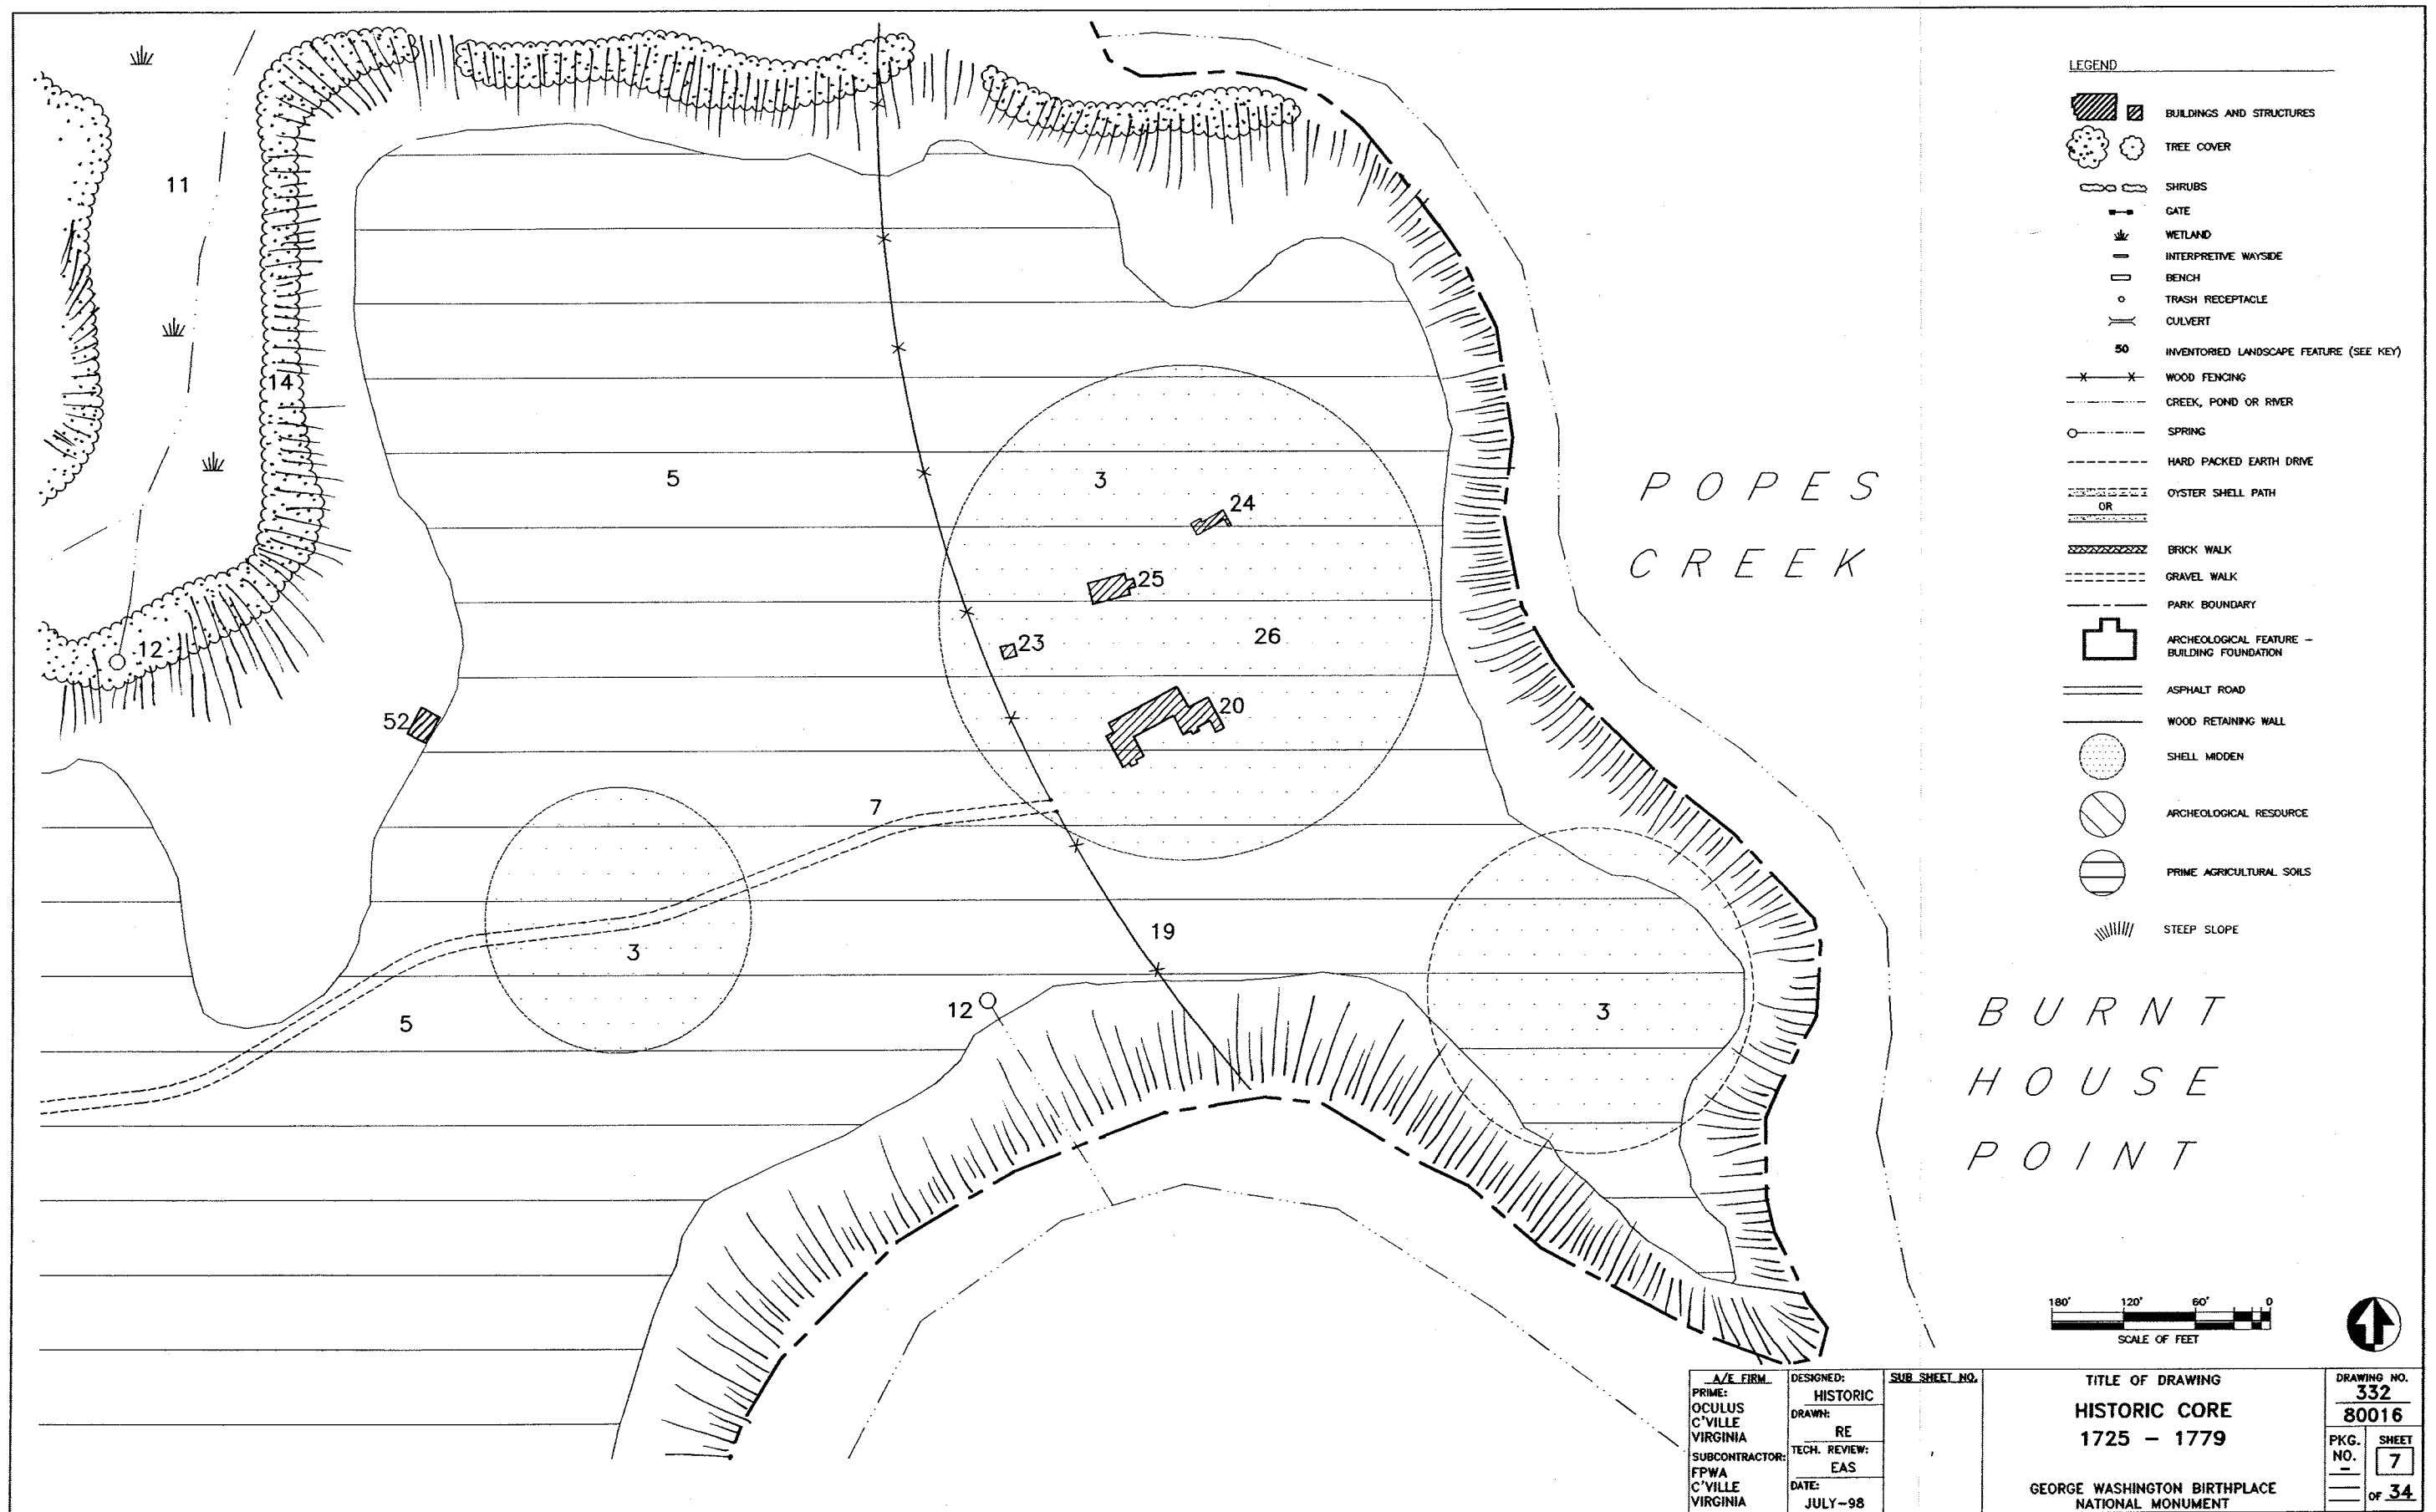 LEGEND
BUILDINGS AND STRUCTURES
TREE COVER
SHRUBS
GATE
WETLAND
INTERPRETIVE WAYSIDE
BENCH
TRASH RECEPTACLE
CULVERT
50 INVENTORIED LANDSCAPE FEATURE (SEE KEY)
WOOD FENCING
CREEK, POND OR RIVER
SPRING
HARD PACKED EARTH DRIVE
OYSTER SHELL PATH
OR
BRICK WALK
GRAVEL WALK
PARK BOUNDARY
ARCHEOLOGICAL FEATURE –
BUILDING FOUNDATION
ASPHALT ROAD
WOOD RETAINING WALL
SHELL MIDDEN
ARCHEOLOGICAL RESOURCE
PRIME AGRICULTURAL SOILS
STEEP SLOPE
11
14
5
3
24
25
23
26
12
20
52
7
3
19
12
3
5
POPES
CREEK
BURNT
HOUSE
POINT
180' 120' 60' 0
SCALE OF FEET
A/E FIRM
PRIME:
OCULUS
C'VILLE
VIRGINIA
SUBCONTRACTOR:
FPWA
C'VILLE
VIRGINIA
DESIGNED:
HISTORIC
DRAWN:
RE
TECH. REVIEW:
EAS
DATE:
JULY-98
SUB SHEET NO.
TITLE OF DRAWING
HISTORIC CORE
1725 - 1779
GEORGE WASHINGTON BIRTHPLACE
NATIONAL MONUMENT
DRAWING NO.
332
80016
PKG.
NO.
–
SHEET
7
OF 34